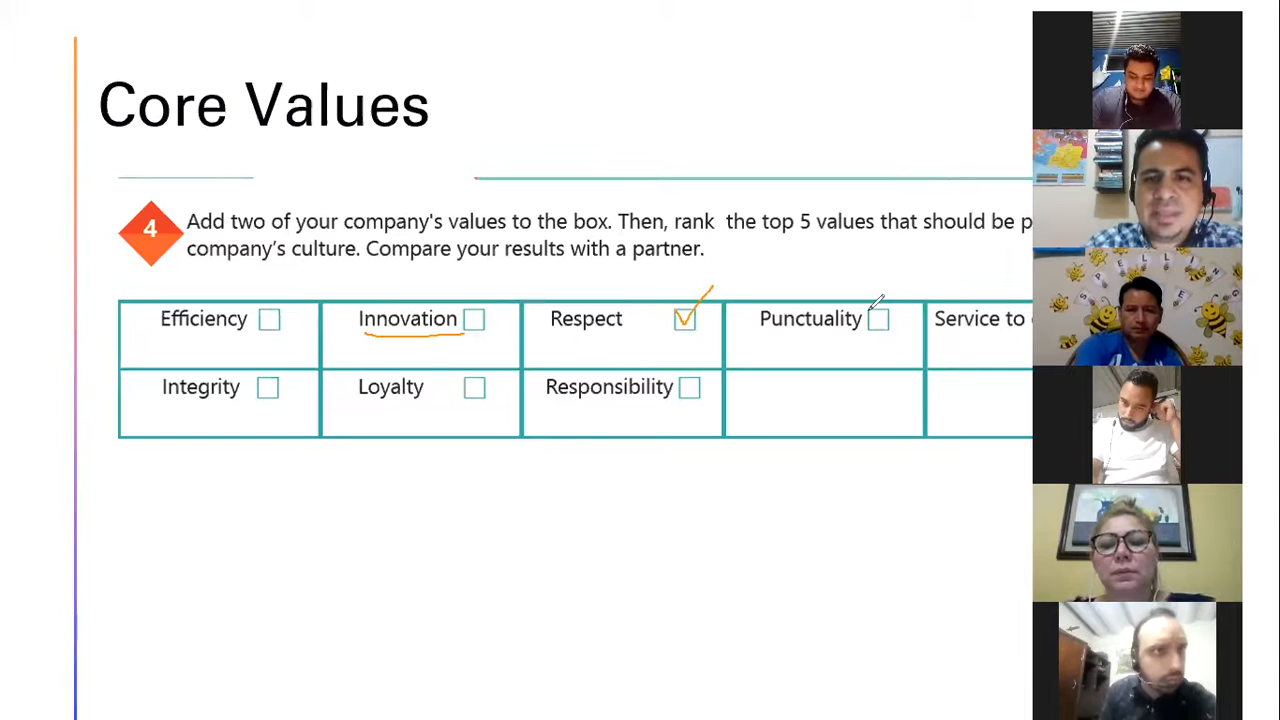 Core Values
4
Add two of your company's values to the box. Then, rank the top 5 values that should be p
company's culture. Compare your results with a partner.
Efficiency Innovation Respect Punctuality Service to
Integrity Loyalty Responsibility
SPELLING